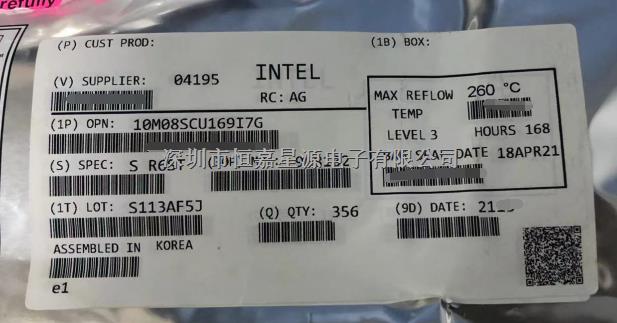 refully
(P) CUST PROD:
(1B) BOX:
(V) SUPPLIER: 04195
INTEL
RC: AG
(1P) OPN: 10M08SCU169I7G
(S) SPEC: S
深圳市恒嘉星源电子有限公司
(1T) LOT: S113AF5J
(Q) QTY: 356
(9D) DATE:
ASSEMBLED IN KOREA
e1
MAX REFLOW 260 °C
TEMP
LEVEL 3 HOURS 168
SEAL DATE 18APR21